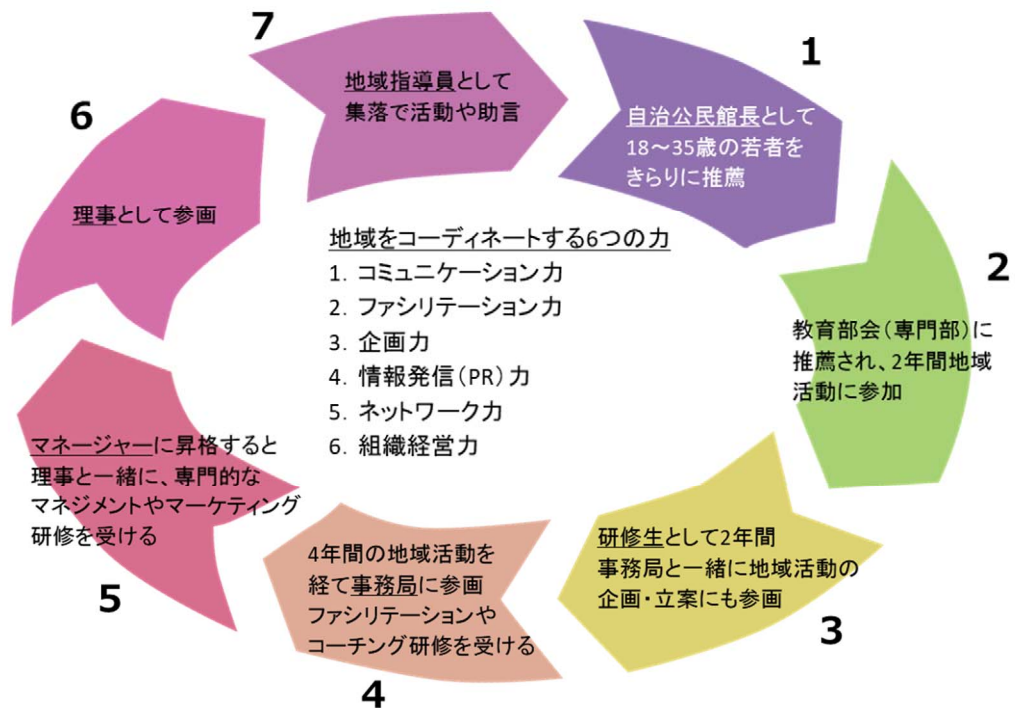 7
地域指導員として
集落で活動や助言
1
自治公民館長として
18～35歳の若者を
きらりに推薦
6
理事として参画
2
教育部会（専門部）に
推薦され、2年間地域
活動に参加
地域をコーディネートする6つの力
1. コミュニケーション力
2. ファシリテーション力
3. 企画力
4. 情報発信（PR）力
5. ネットワーク力
6. 組織経営力
マネージャーに昇格すると
理事と一緒に、専門的な
マネジメントやマーケティング
研修を受ける
5
4年間の地域活動を
経て事務局に参画
ファシリテーションや
コーチング研修を受ける
4
研修生として2年間
事務局と一緒に地域活動の
企画・立案にも参画
3